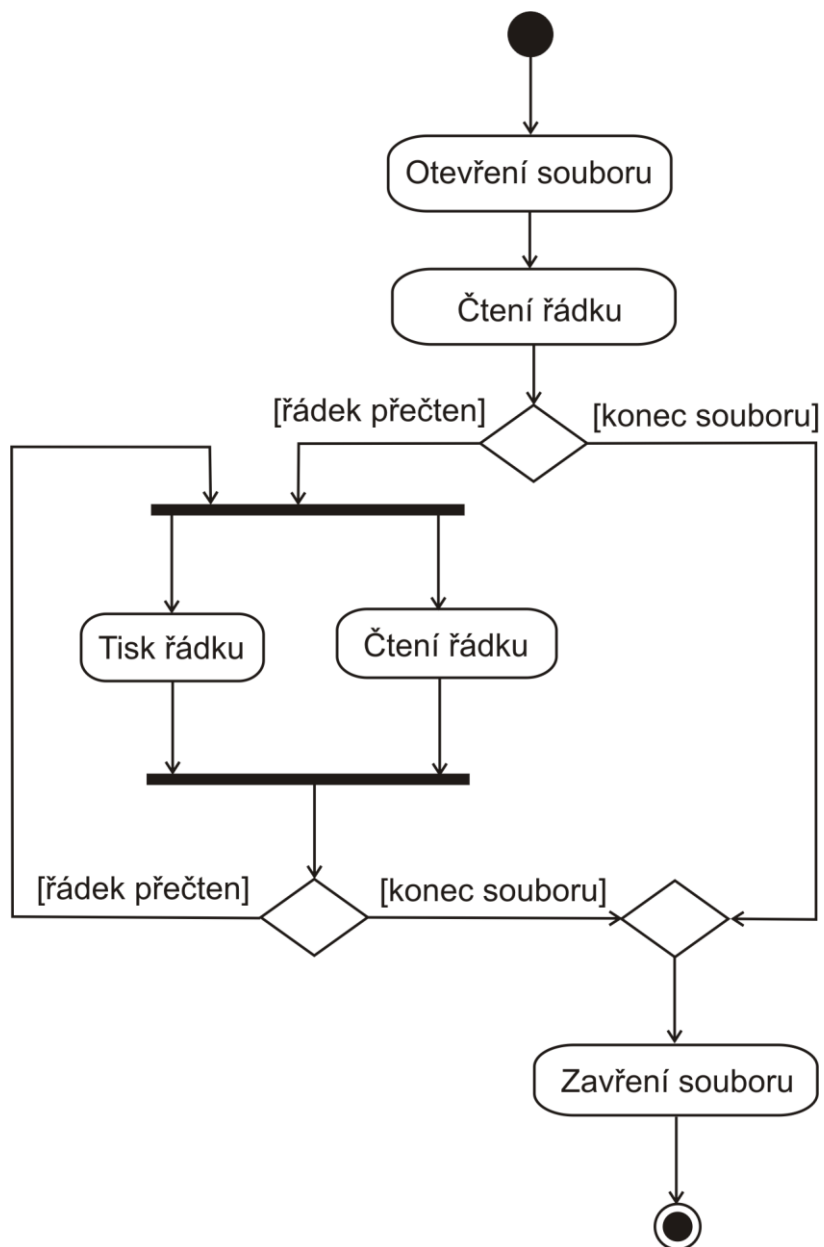 Otevření souboru
Čtení řádku
[řádek přečten]
[konec souboru]
Tisk řádku
Čtení řádku
[řádek přečten]
[konec souboru]
Zavření souboru